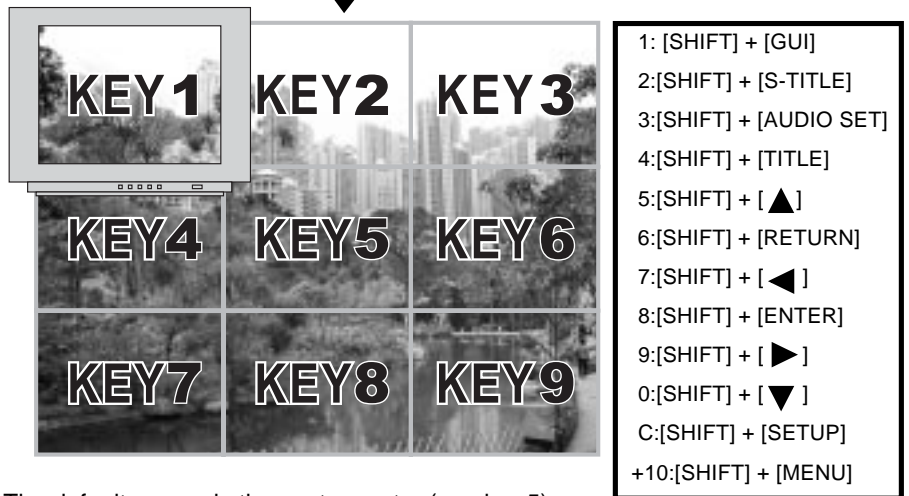 KEY1 KEY2 KEY3
KEY4 KEY5 KEY6
KEY7 KEY8 KEY9
1: [SHIFT] + [GUI]
2:[SHIFT] + [S-TITLE]
3:[SHIFT] + [AUDIO SET]
4:[SHIFT] + [TITLE]
5:[SHIFT] + [▲]
6:[SHIFT] + [RETURN]
7:[SHIFT] + [◀]
8:[SHIFT] + [ENTER]
9:[SHIFT] + [▶]
0:[SHIFT] + [▼]
C:[SHIFT] + [SETUP]
+10:[SHIFT] + [MENU]